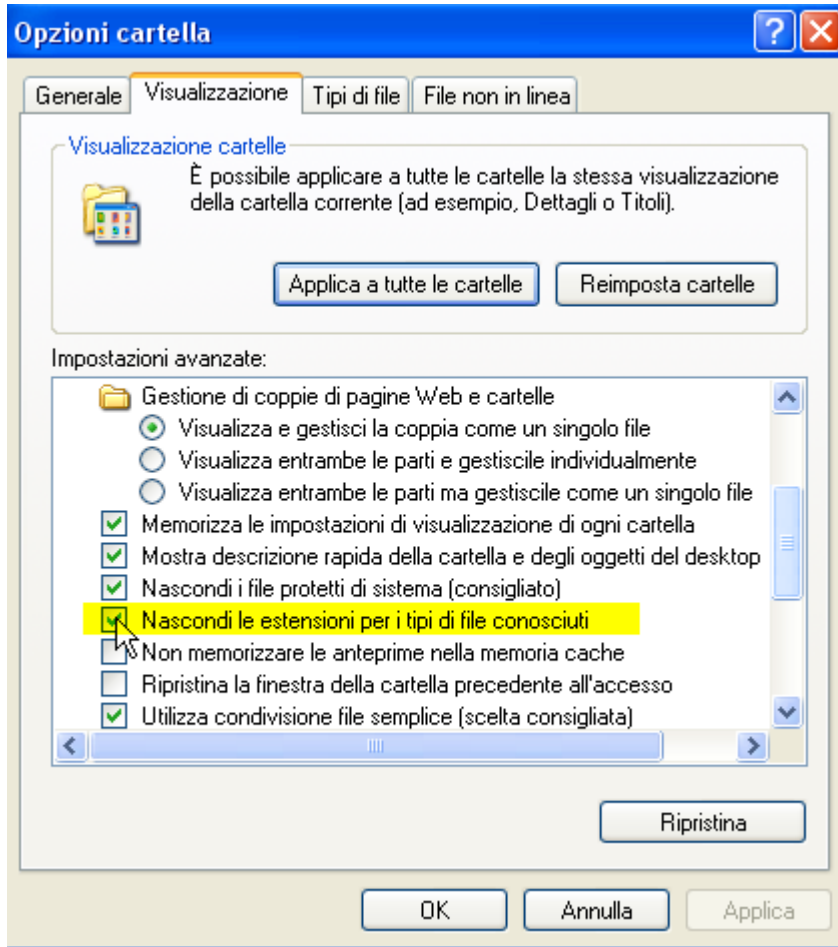 Opzioni cartella
Generale Visualizzazione Tipi di file File non in linea
Visualizzazione cartelle
È possibile applicare a tutte le cartelle la stessa visualizzazione
della cartella corrente (ad esempio, Dettagli o Titoli).
Applica a tutte le cartelle Reimposta cartelle
Impostazioni avanzate:
Gestione di coppie di pagine Web e cartelle
Visualizza e gestisci la coppia come un singolo file
Visualizza entrambe le parti e gestiscile individualmente
Visualizza entrambe le parti ma gestiscile come un singolo file
Memorizza le impostazioni di visualizzazione di ogni cartella
Mostra descrizione rapida della cartella e degli oggetti del desktop
Nascondi i file protetti di sistema (consigliato)
Nascondi le estensioni per i tipi di file conosciuti
Non memorizzare le anteprime nella memoria cache
Ripristina la finestra della cartella precedente all'accesso
Utilizza condivisione file semplice (scelta consigliata)
Ripristina
OK Annulla Applica